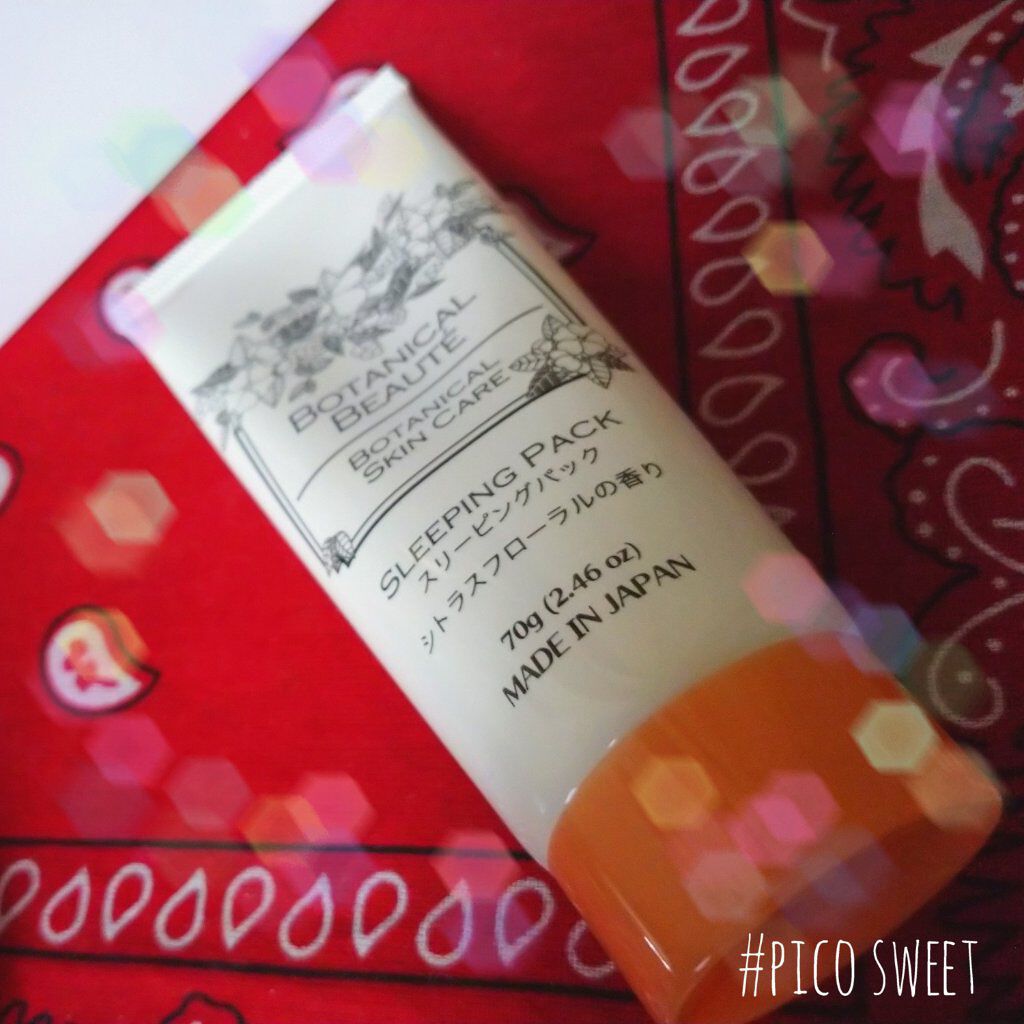 BOTANICAL
BEAUTÉ
BOTANICAL
SKIN CARE
SLEEPING PACK
スリーピングパック
シトラスフローラルの香り
70g (2.46 oz)
MADE IN JAPAN
#PICO SWEET